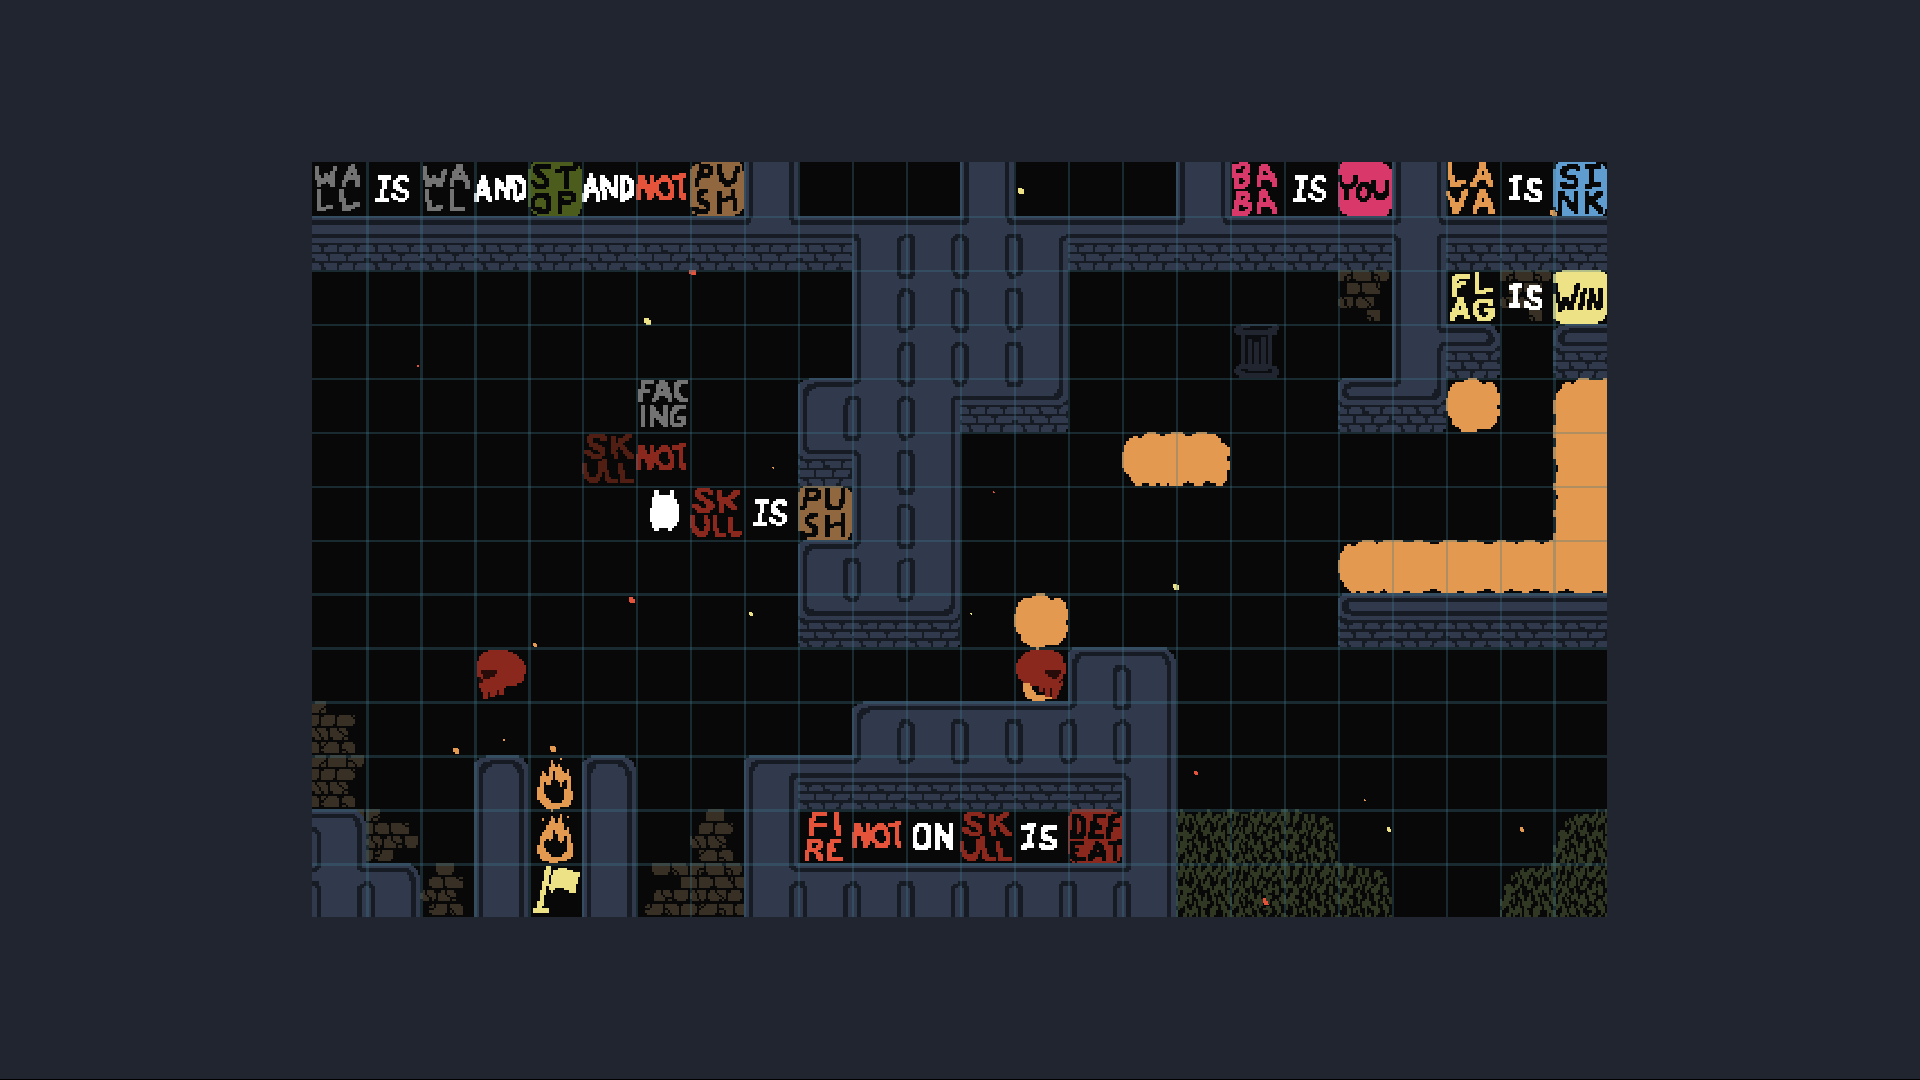 WALL IS WALL AND STOP AND NOT PUSH
BABA IS YOU
LAVA IS SINK
FLAG IS WIN
FACING
SKULL NOT
SKULL IS PUSH
FIRE NOT ON SKULL IS DEFEAT